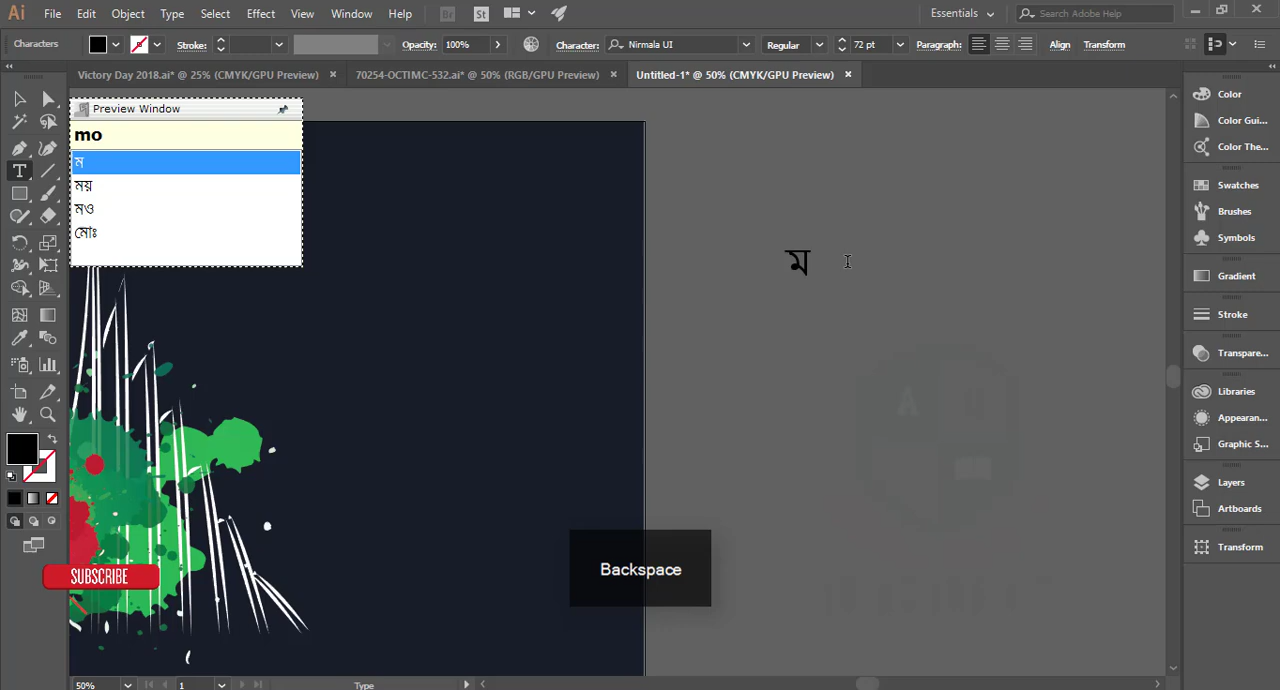 Ai File Edit Object Type Select Effect View Window Help Br St Essentials Search Adobe Help
Characters Stroke: Opacity: 100% Character: Nirmala UI Regular 72 pt Paragraph: Align Transform
Victory Day 2018.ai* @ 25% (CMYK/GPU Preview) × 70254-OCTIMC-532.ai* @ 50% (RGB/GPU Preview) × Untitled-1* @ 50% (CMYK/GPU Preview) ×
Preview Window
mo
ম
ময়
মও
মোঃ
ম
Color
Color Gui...
Color The...
Swatches
Brushes
Symbols
Gradient
Stroke
Transpare...
Libraries
Appearan...
Graphic S...
Layers
Artboards
Transform
Backspace
SUBSCRIBE
50% 1 Type